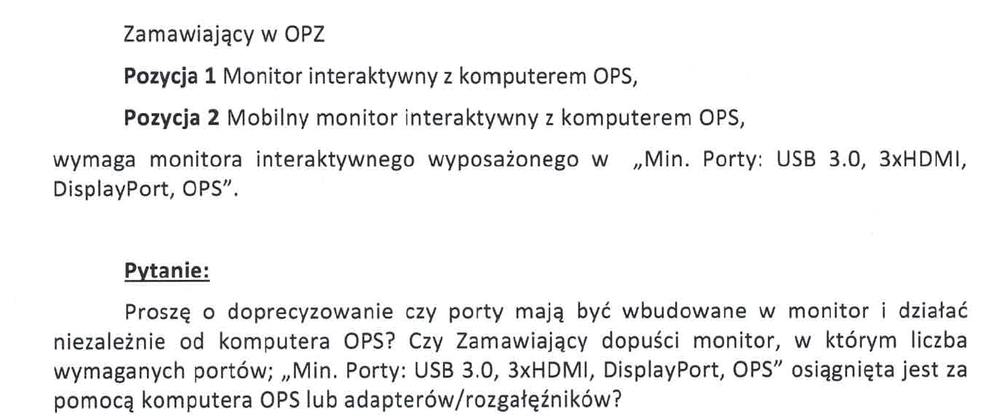 Zamawiający w OPZ
Pozycja 1 Monitor interaktywny z komputerem OPS,
Pozycja 2 Mobilny monitor interaktywny z komputerem OPS,
wymaga monitora interaktywnego wyposażonego w „Min. Porty: USB 3.0, 3xHDMI,
DisplayPort, OPS”.
Pytanie:
Proszę o doprecyzowanie czy porty mają być wbudowane w monitor i działać
niezależnie od komputera OPS? Czy Zamawiający dopuści monitor, w którym liczba
wymaganych portów; „Min. Porty: USB 3.0, 3xHDMI, DisplayPort, OPS” osiągnięta jest za
pomocą komputera OPS lub adapterów/rozgałęźników?